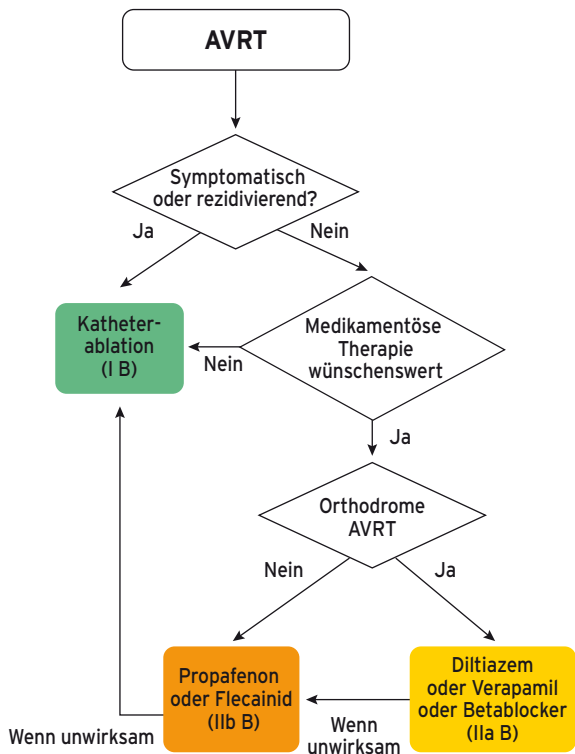 AVRT
Symptomatisch
oder rezidivierend?
Ja
Nein
Katheter-
ablation
(I B)
Nein
Medikamentöse
Therapie
wünschenswert
Ja
Orthodrome
AVRT
Nein
Ja
Propafenon
oder Flecainid
(IIb B)
Diltiazem
oder Verapamil
oder Betablocker
(IIa B)
Wenn unwirksam
Wenn
unwirksam